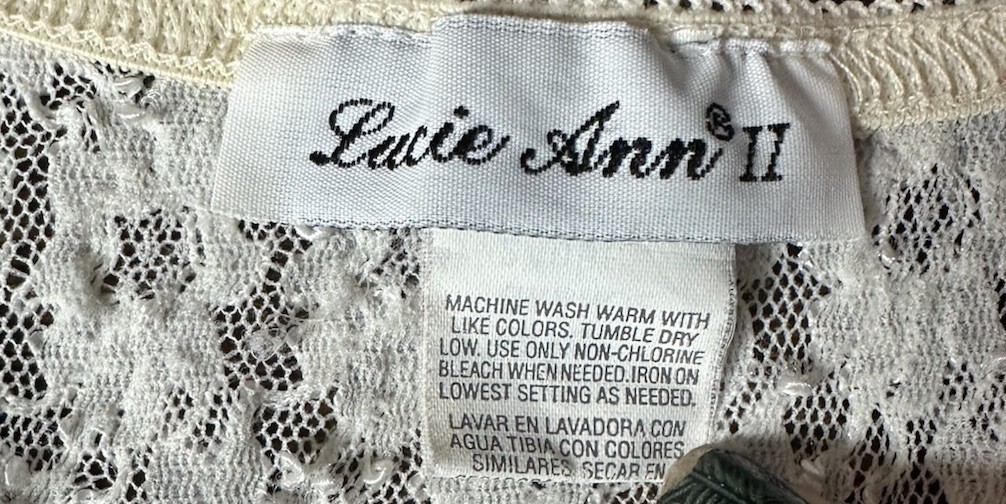 Lucie Ann® II
MACHINE WASH WARM WITH
LIKE COLORS. TUMBLE DRY
LOW. USE ONLY NON-CHLORINE
BLEACH WHEN NEEDED. IRON ON
LOWEST SETTING AS NEEDED.
LAVAR EN LAVADORA CON
AGUA TIBIA CON COLORES
SIMILARES. SECAR EN